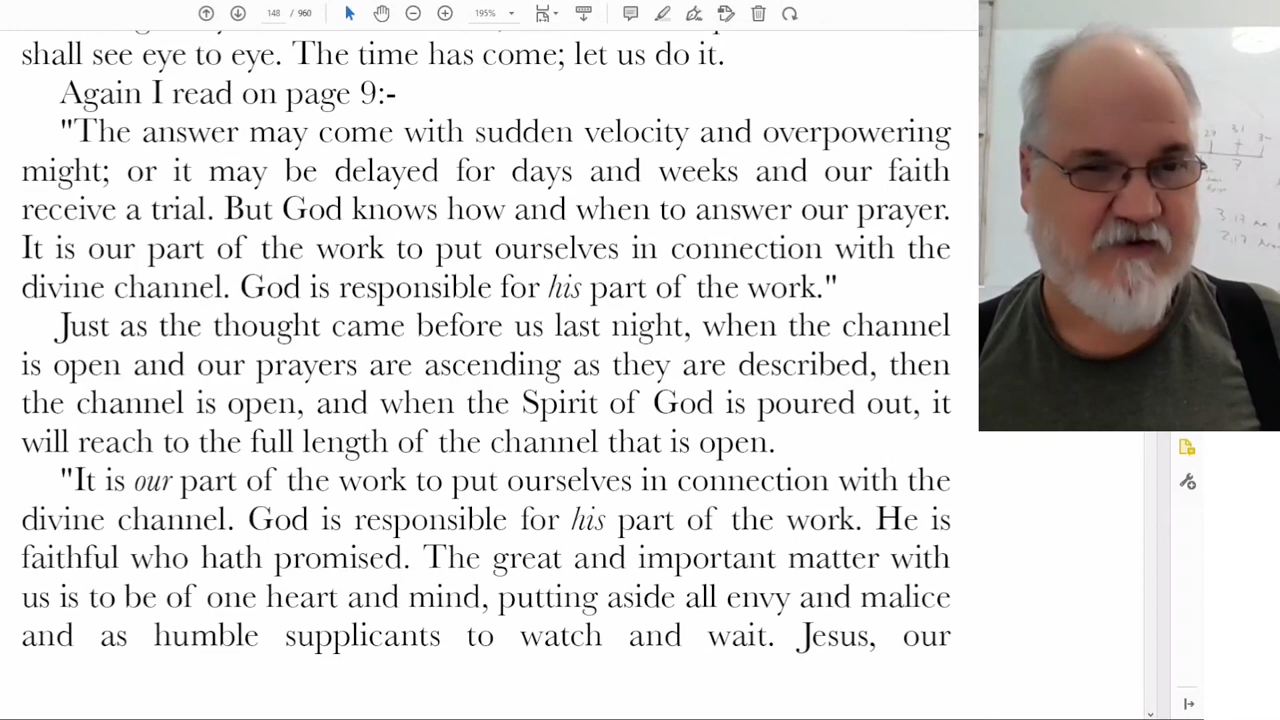 148 / 960
195%
shall see eye to eye. The time has come; let us do it.
Again I read on page 9:-
"The answer may come with sudden velocity and overpowering
might; or it may be delayed for days and weeks and our faith
receive a trial. But God knows how and when to answer our prayer.
It is our part of the work to put ourselves in connection with the
divine channel. God is responsible for his part of the work."
Just as the thought came before us last night, when the channel
is open and our prayers are ascending as they are described, then
the channel is open, and when the Spirit of God is poured out, it
will reach to the full length of the channel that is open.
"It is our part of the work to put ourselves in connection with the
divine channel. God is responsible for his part of the work. He is
faithful who hath promised. The great and important matter with
us is to be of one heart and mind, putting aside all envy and malice
and as humble supplicants to watch and wait. Jesus, our